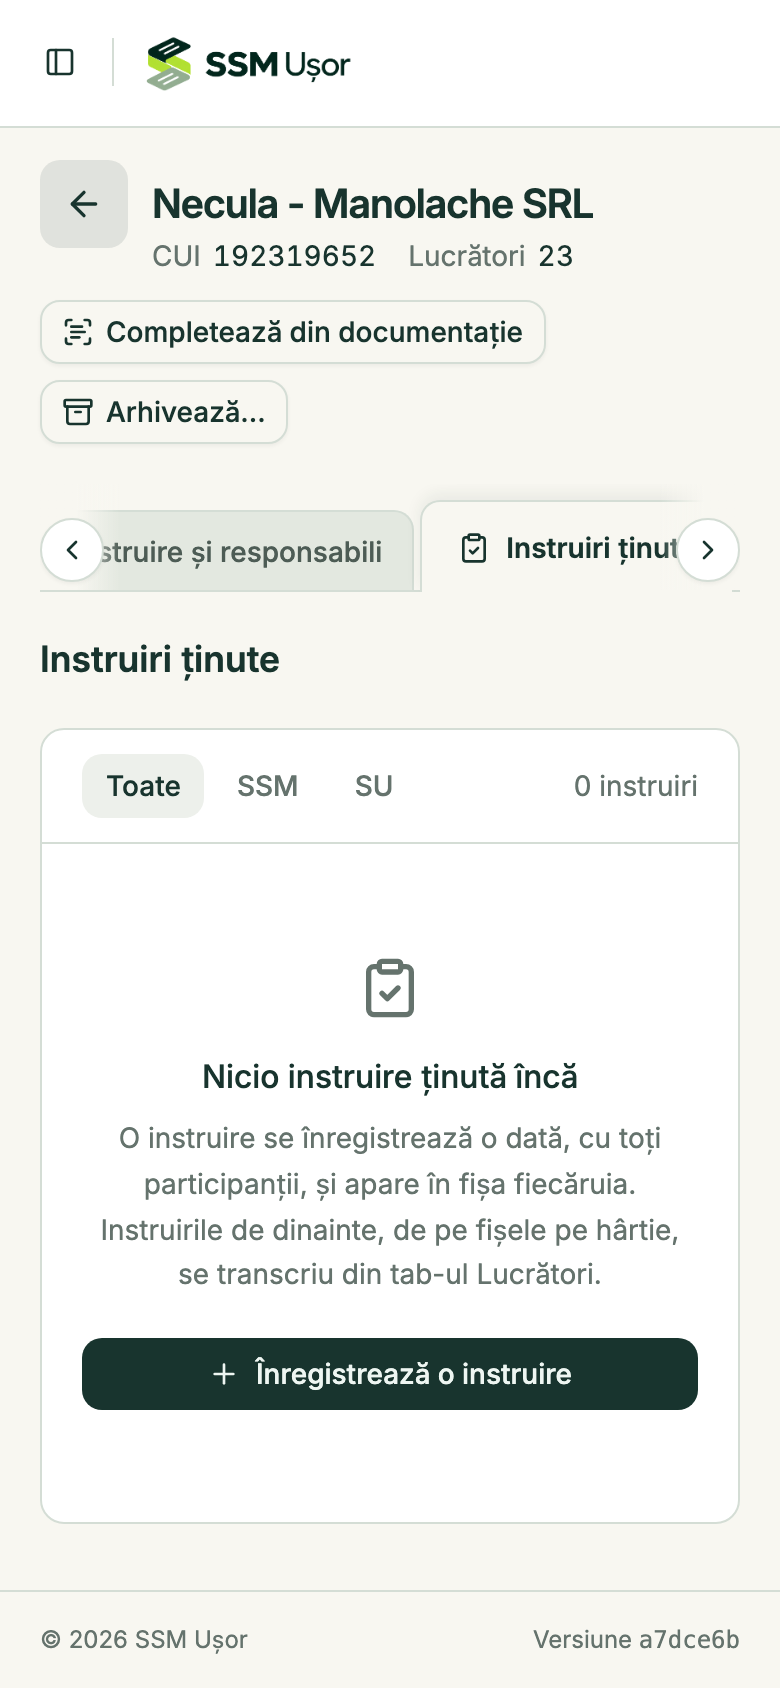 SSM Ușor
Necula - Manolache SRL
CUI 192319652 Lucrători 23
Completează din documentație
Arhivează...
struire și responsabili
Instruiri ținut
Instruiri ținute
Toate SSM SU 0 instruiri
Nicio instruire ținută încă
O instruire se înregistrează o dată, cu toți
participanții, și apare în fișa fiecăruia.
Instruirile de dinainte, de pe fișele pe hârtie,
se transcriu din tab-ul Lucrători.
Înregistrează o instruire
© 2026 SSM Ușor Versiune a7dce6b